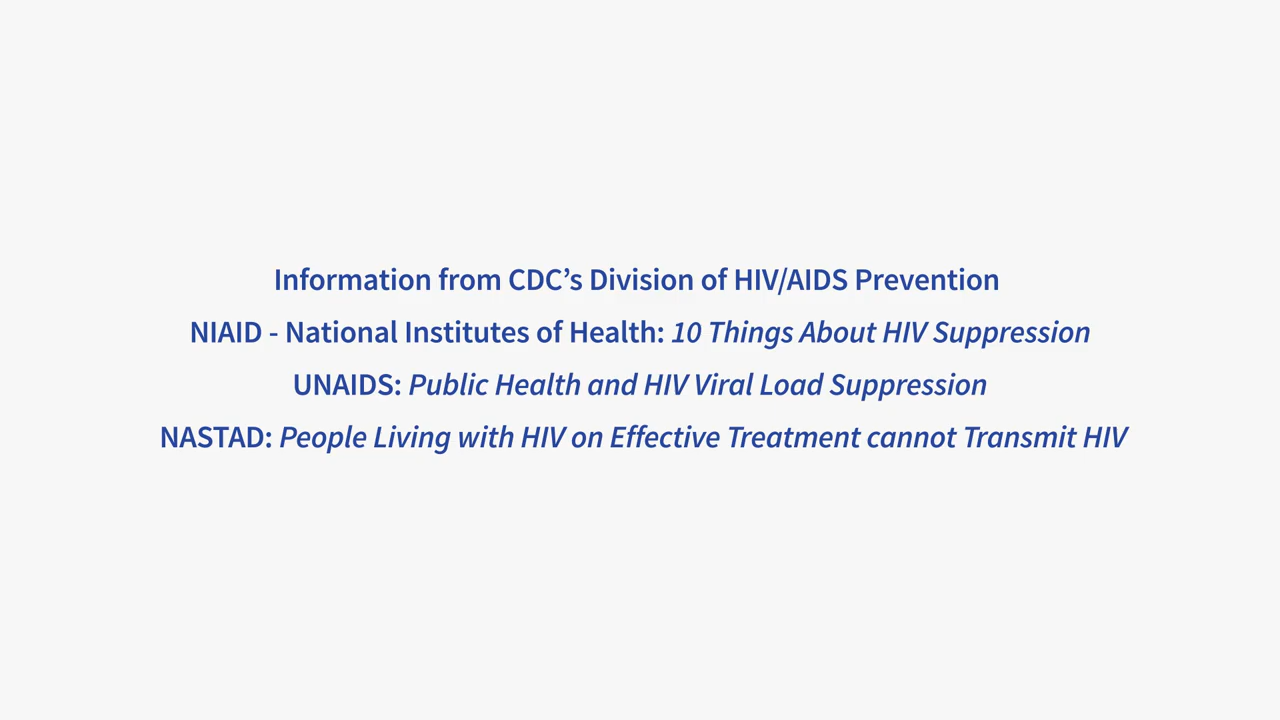 Information from CDC’s Division of HIV/AIDS Prevention
NIAID - National Institutes of Health: 10 Things About HIV Suppression
UNAIDS: Public Health and HIV Viral Load Suppression
NASTAD: People Living with HIV on Effective Treatment cannot Transmit HIV